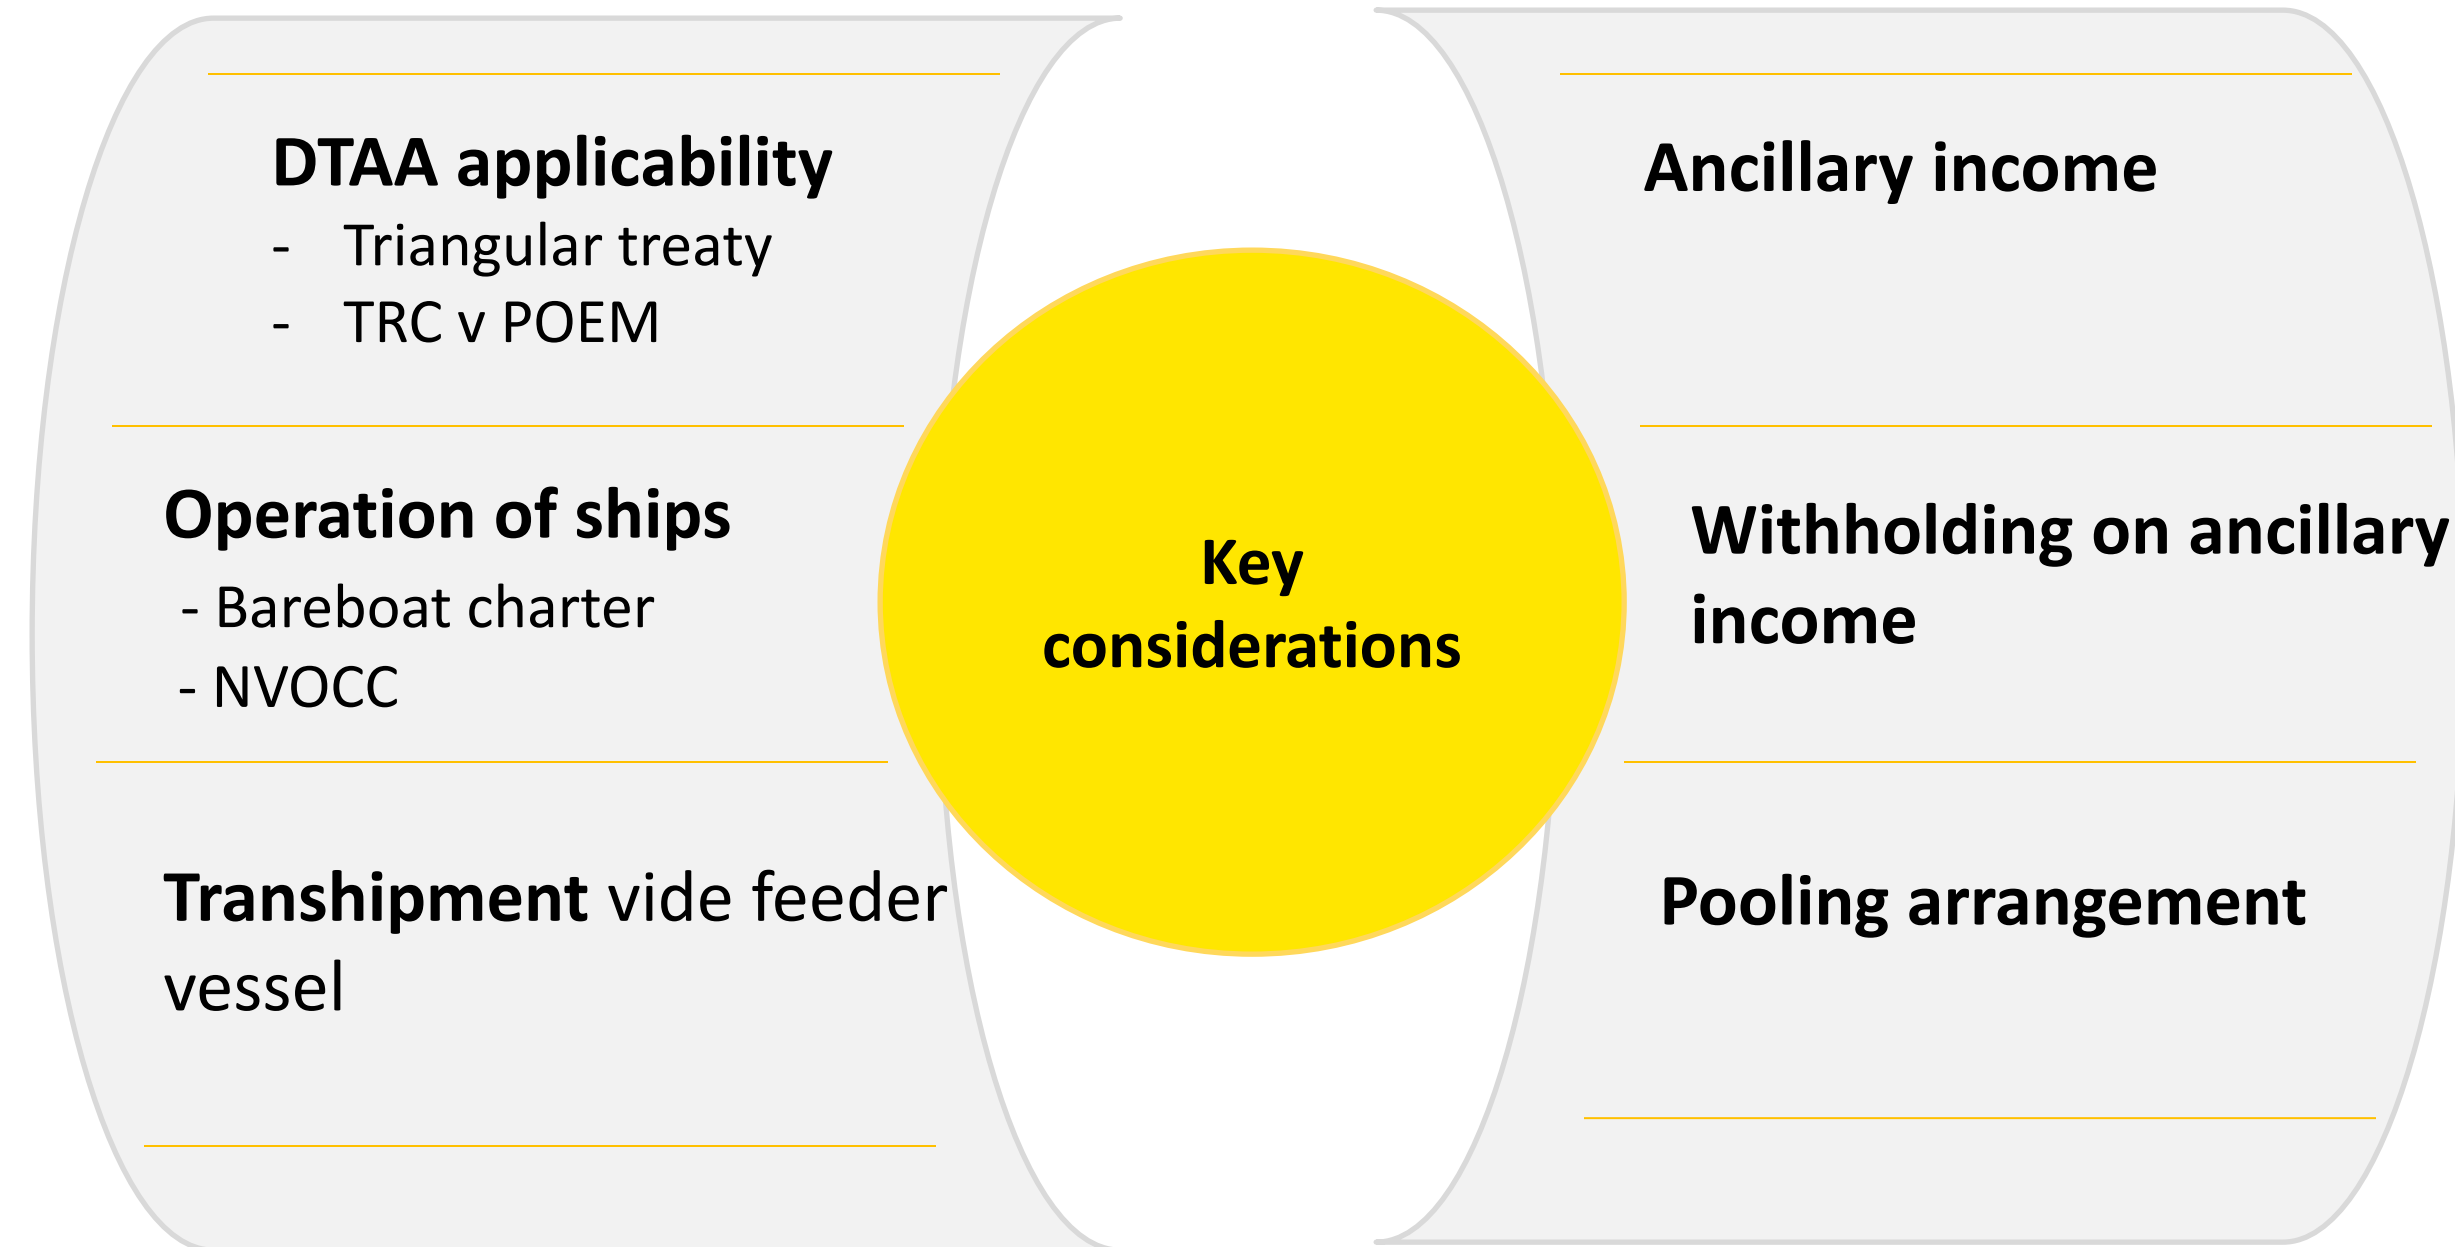 DTAA applicability
- Triangular treaty
- TRC v POEM
Operation of ships
- Bareboat charter
- NVOCC
Transhipment vide feeder
vessel
Key
considerations
Ancillary income
Withholding on ancillary
income
Pooling arrangement